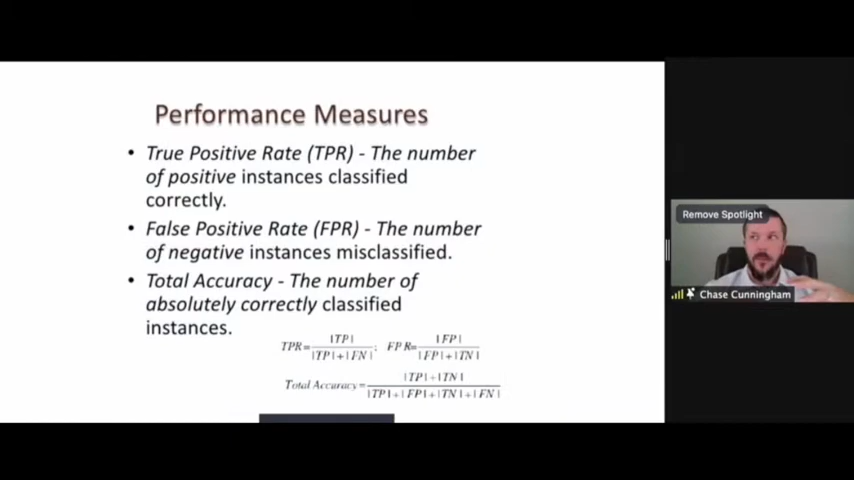 Performance Measures
• True Positive Rate (TPR) - The number
of positive instances classified
correctly.
• False Positive Rate (FPR) - The number
of negative instances misclassified.
• Total Accuracy - The number of
absolutely correctly classified
instances.
TPR= |TP| / |TP|+|FN| ; FPR= |FP| / |FP|+|TN|
Total Accuracy= |TP|+|TN| / |TP|+|FP|+|TN|+|FN|
Remove Spotlight
Chase Cunningham